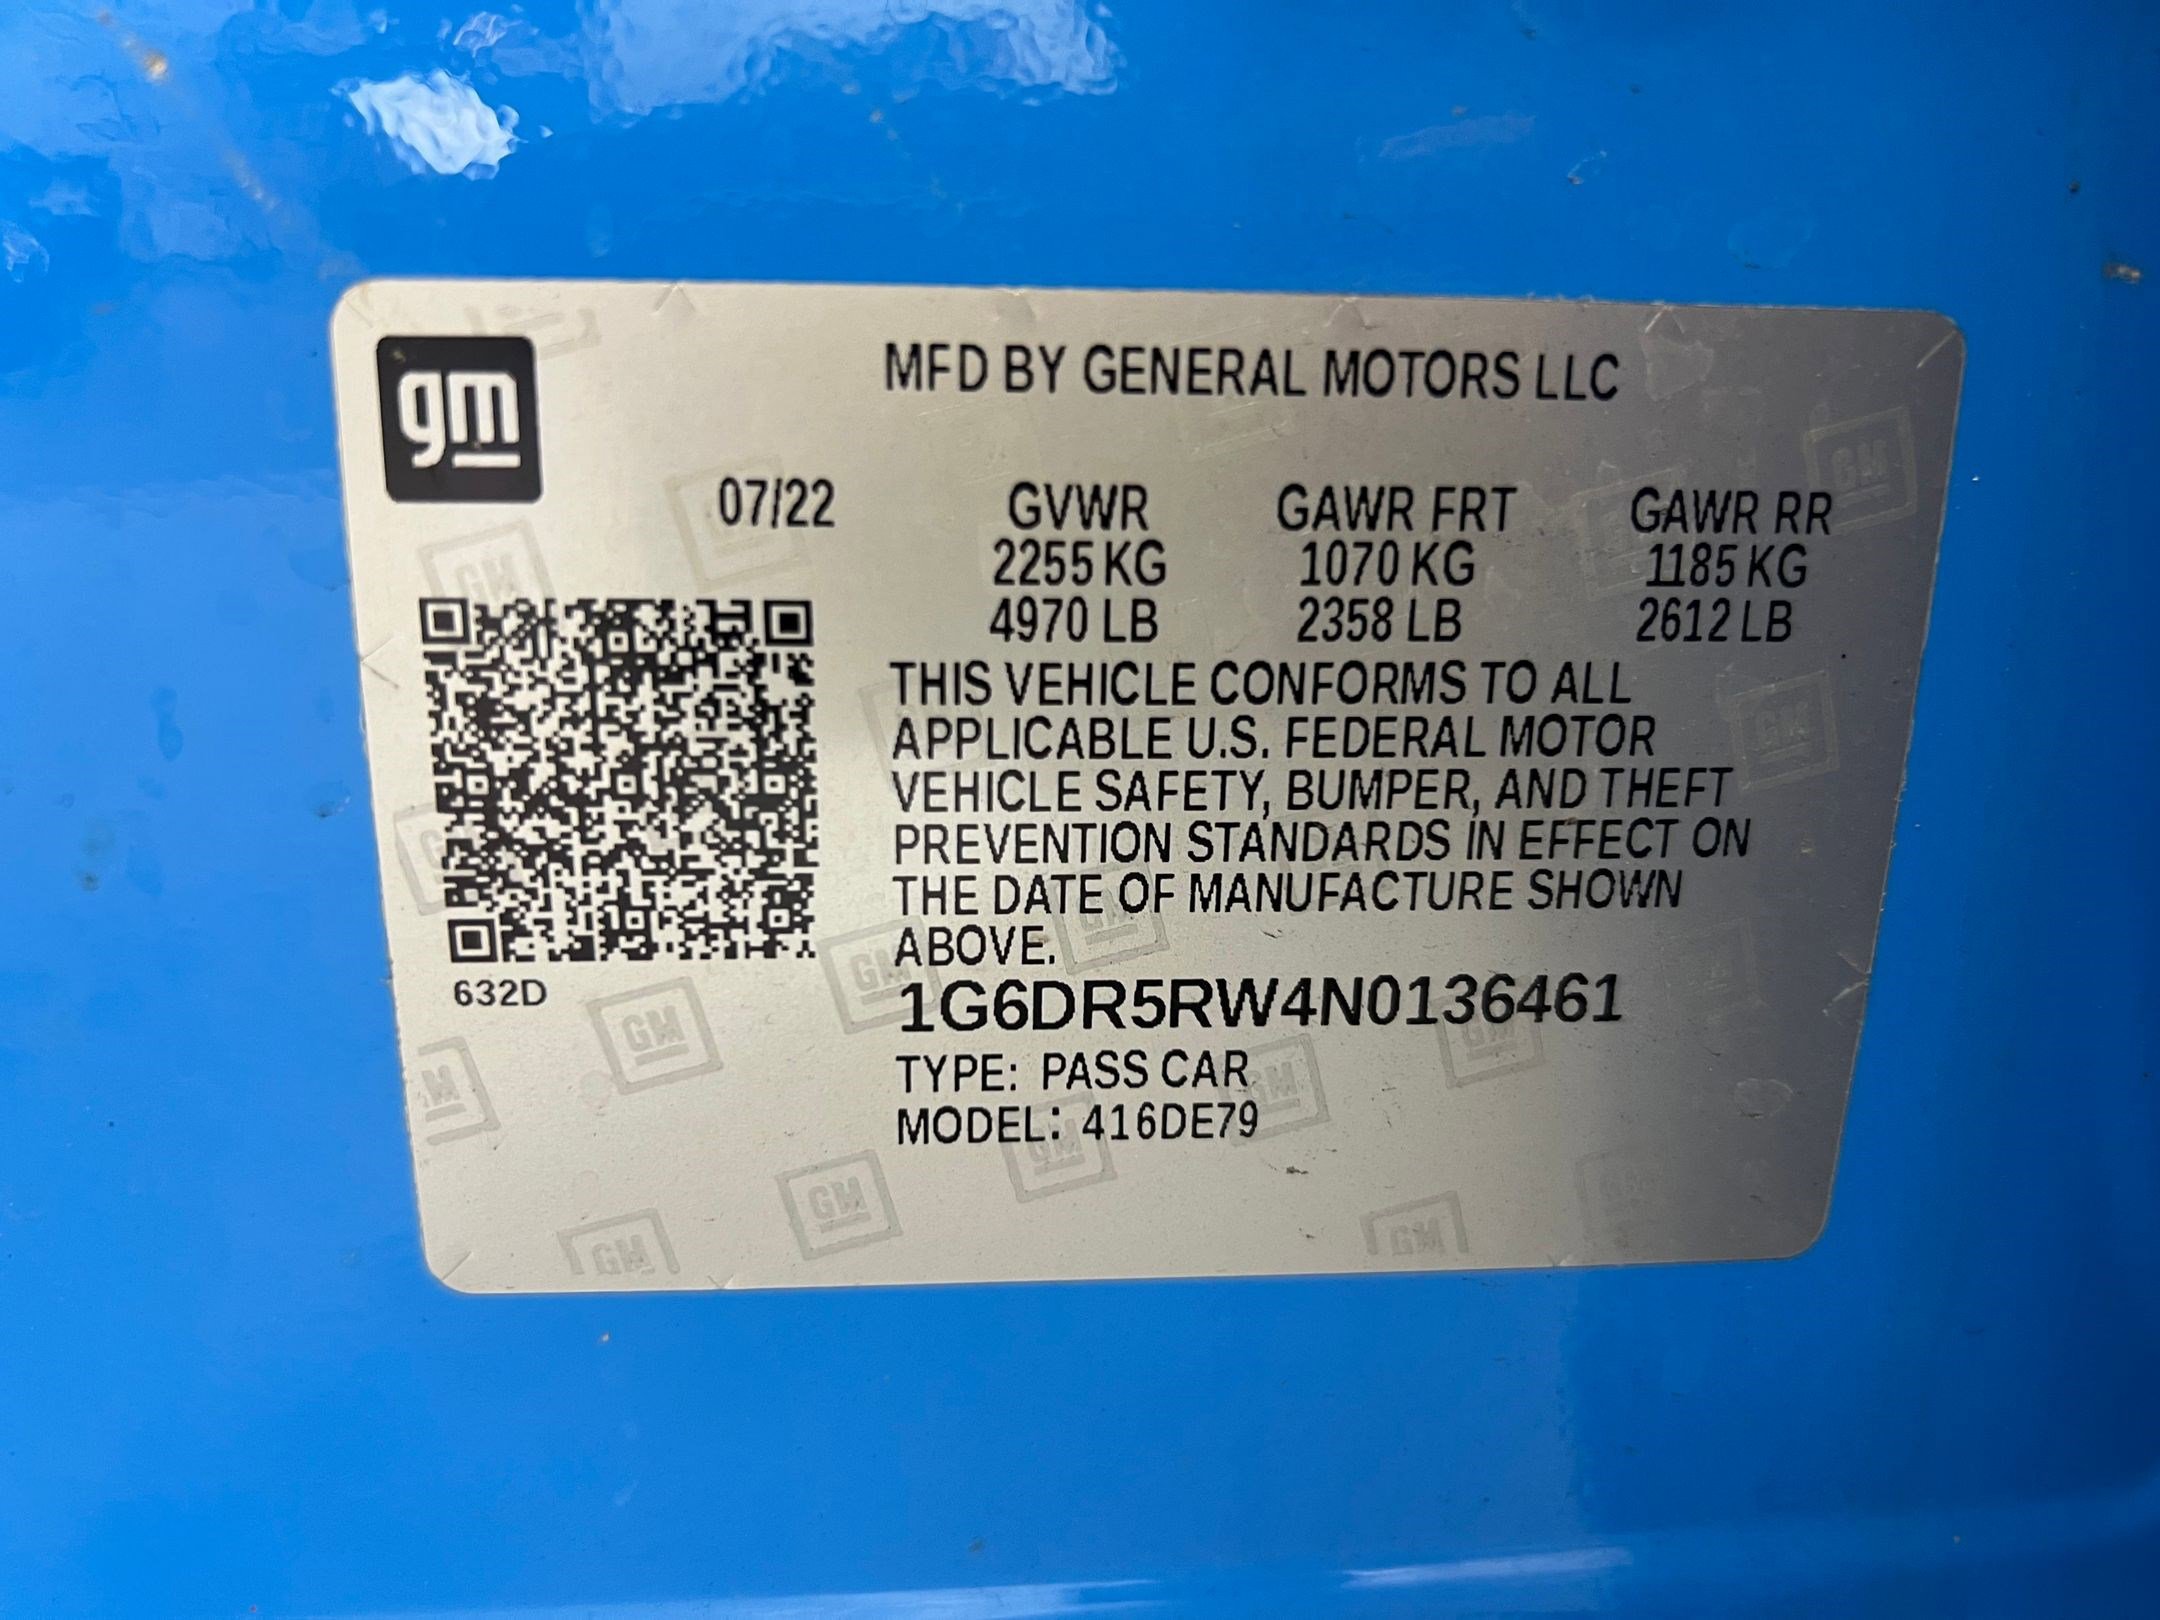 gm
MFD BY GENERAL MOTORS LLC
07/22 GVWR GAWR FRT GAWR RR
2255 KG 1070 KG 1185 KG
4970 LB 2358 LB 2612 LB
THIS VEHICLE CONFORMS TO ALL
APPLICABLE U.S. FEDERAL MOTOR
VEHICLE SAFETY, BUMPER, AND THEFT
PREVENTION STANDARDS IN EFFECT ON
THE DATE OF MANUFACTURE SHOWN
ABOVE.
632D
1G6DR5RW4N0136461
TYPE: PASS CAR
MODEL: 416DE79